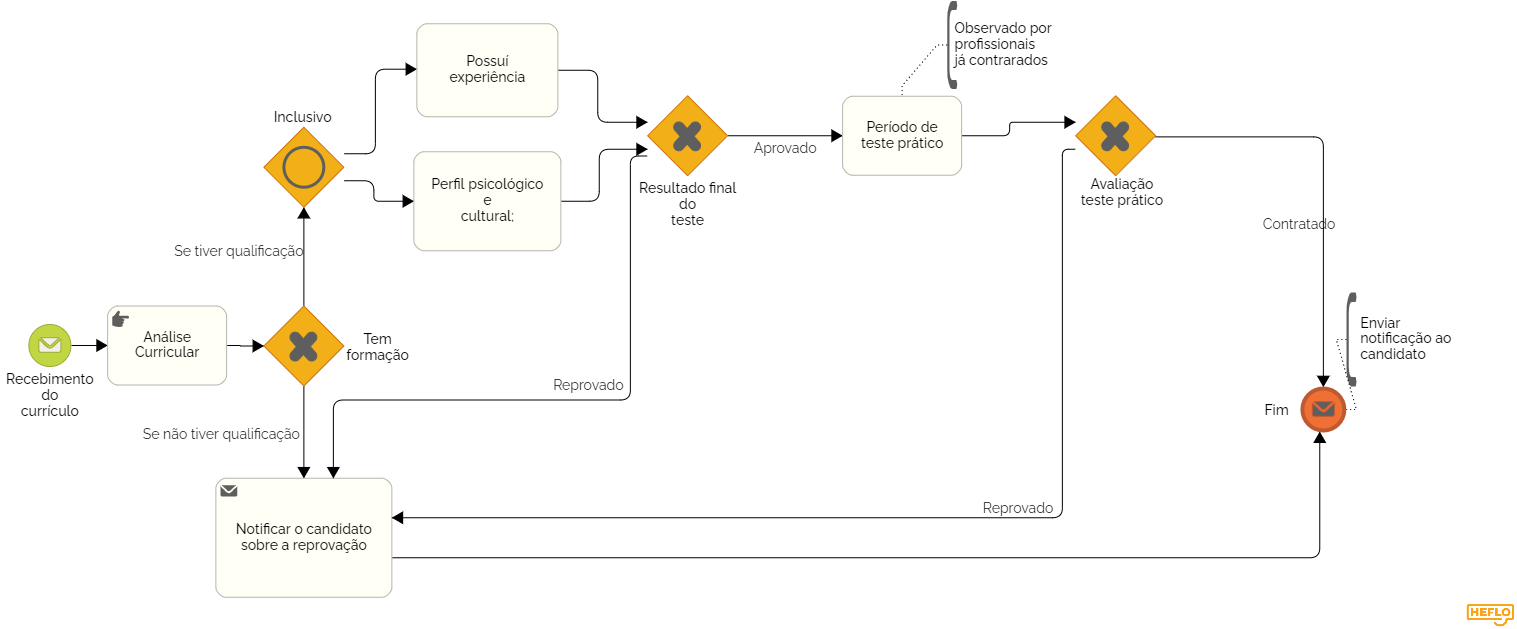 Observado por
profissionais
já contrarados
Possuí
experiência
Inclusivo
Período de
teste prático
Aprovado
Perfil psicológico
e
cultural;
Resultado final
do
teste
Avaliação
teste prático
Contratado
Se tiver qualificação
Análise
Curricular
Tem
formação
Enviar
notificação ao
candidato
Recebimento
do
currículo
Reprovado
Fim
Se não tiver qualificação
Reprovado
Notificar o candidato
sobre a reprovação
HEFLO